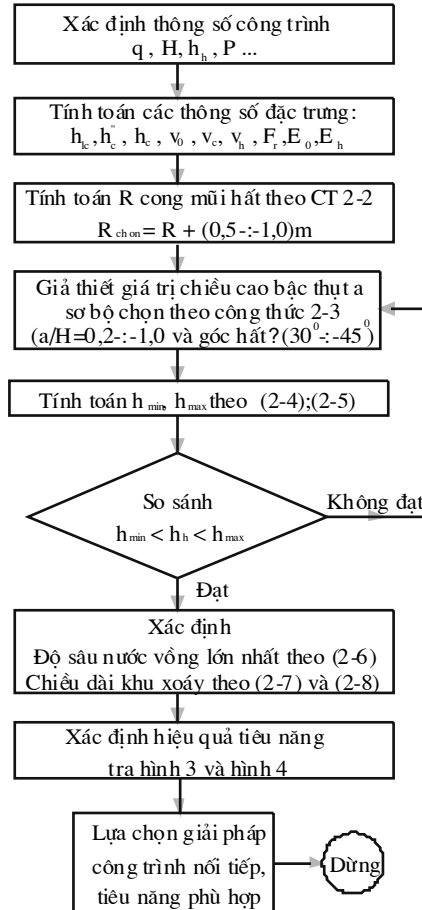 Xác định thông số công trình
q , H, hₕ , P ...
Tính toán các thông số đặc trưng:
hₗc ,h"c , hc , v₀ , vc, vₕ , Fᵣ ,E₀ ,Eₕ
Tính toán R cong mũi hất theo CT 2-2
R chon = R + (0,5-:-1,0)m
Giả thiết giá trị chiều cao bậc thụt a
sơ bộ chọn theo công thức 2-3
(a/H=0,2-:-1,0 và góc hất?(30⁰-:-45⁰)
Tính toán h min, h max theo (2-4);(2-5)
So sánh
h min < hₕ < h max
Không đạt
Đạt
Xác định
Độ sâu nước vồng lớn nhất theo (2-6)
Chiều dài khu xoáy theo (2-7) và (2-8)
Xác định hiệu quả tiêu năng
tra hình 3 và hình 4
Lựa chọn giải pháp
công trình nối tiếp,
tiêu năng phù hợp
Dừng